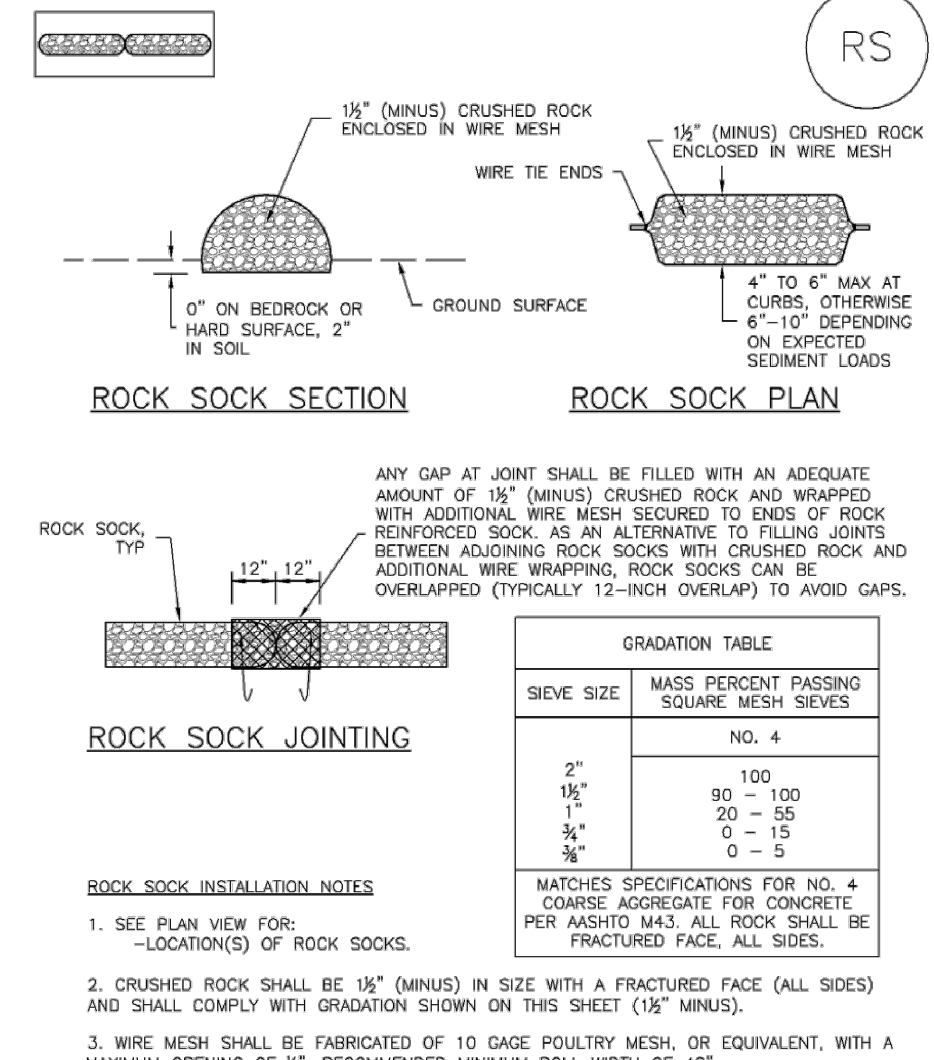 RS
1½" (MINUS) CRUSHED ROCK
ENCLOSED IN WIRE MESH
1½" (MINUS) CRUSHED ROCK
ENCLOSED IN WIRE MESH
WIRE TIE ENDS
GROUND SURFACE
0" ON BEDROCK OR
HARD SURFACE, 2"
IN SOIL
4" TO 6" MAX AT
CURBS, OTHERWISE
6"-10" DEPENDING
ON EXPECTED
SEDIMENT LOADS
ROCK SOCK SECTION
ROCK SOCK PLAN
ANY GAP AT JOINT SHALL BE FILLED WITH AN ADEQUATE
AMOUNT OF 1½" (MINUS) CRUSHED ROCK AND WRAPPED
WITH ADDITIONAL WIRE MESH SECURED TO ENDS OF ROCK
REINFORCED SOCK. AS AN ALTERNATIVE TO FILLING JOINTS
BETWEEN ADJOINING ROCK SOCKS WITH CRUSHED ROCK AND
ADDITIONAL WIRE WRAPPING, ROCK SOCKS CAN BE
OVERLAPPED (TYPICALLY 12-INCH OVERLAP) TO AVOID GAPS.
ROCK SOCK,
TYP
12" 12"
ROCK SOCK JOINTING
GRADATION TABLE
SIEVE SIZE
MASS PERCENT PASSING
SQUARE MESH SIEVES
NO. 4
2" 100
1½" 90 - 100
1" 20 - 55
¾" 0 - 15
⅜" 0 - 5
MATCHES SPECIFICATIONS FOR NO. 4
COARSE AGGREGATE FOR CONCRETE
PER AASHTO M43. ALL ROCK SHALL BE
FRACTURED FACE, ALL SIDES.
ROCK SOCK INSTALLATION NOTES
1. SEE PLAN VIEW FOR:
-LOCATION(S) OF ROCK SOCKS.
2. CRUSHED ROCK SHALL BE 1½" (MINUS) IN SIZE WITH A FRACTURED FACE (ALL SIDES)
AND SHALL COMPLY WITH GRADATION SHOWN ON THIS SHEET (1½" MINUS).
3. WIRE MESH SHALL BE FABRICATED OF 10 GAGE POULTRY MESH, OR EQUIVALENT, WITH A